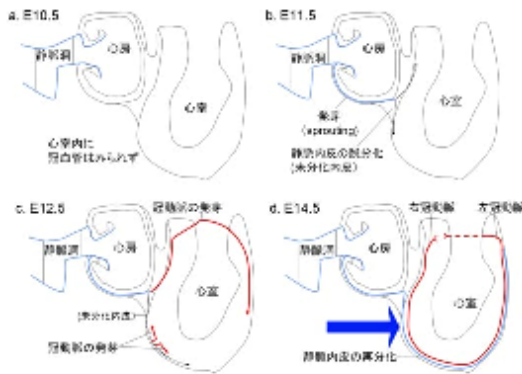 a. E10.5
静脈洞
心房
心室
心室内に
冠血管はみられず
b. E11.5
静脈洞
心房
心室
発芽
(sprouting)
静脈内皮の脱分化
(未分化内皮)
c. E12.5
冠動脈の発芽
静脈洞
心房
心室
(未分化内皮)
冠動脈の発芽
d. E14.5
右冠動脈
左冠動脈
静脈洞
心房
心室
静脈内皮の再分化